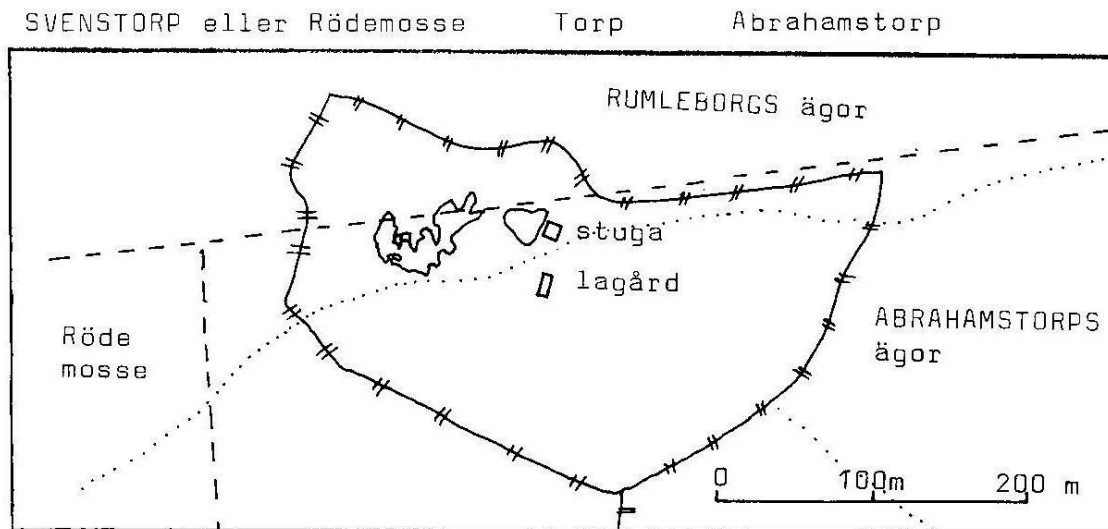 SVENSTORP eller Rödemosse Torp Abrahamstorp
RUMLEBORGS ägor
stuga
lagård
Röde
mosse
ABRAHAMSTORPS
ägor
0 100m 200 m